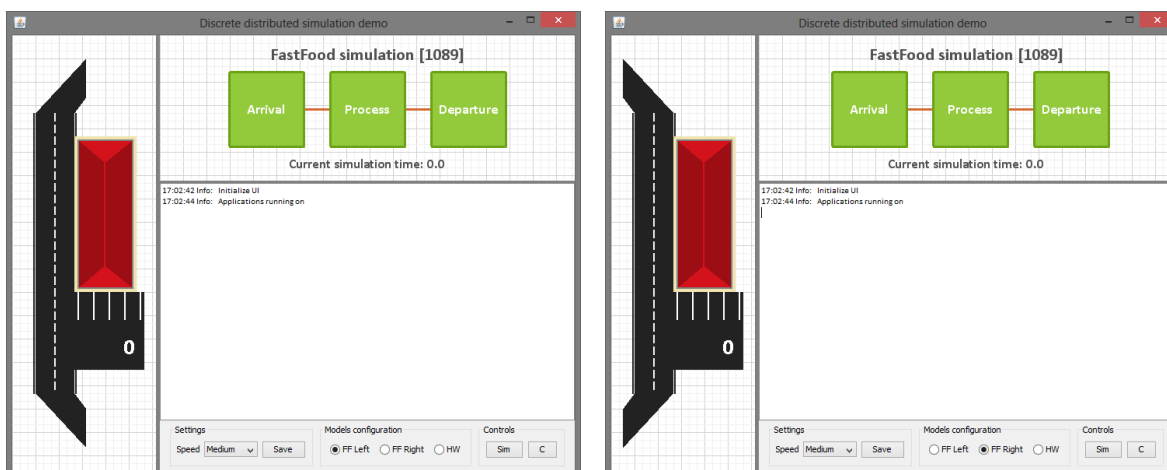 Discrete distributed simulation demo
FastFood simulation [1089]
Arrival Process Departure
Current simulation time: 0.0
17:02:42 Info: Initialize UI
17:02:44 Info: Applications running on
0
Settings Models configuration Controls
Speed Medium Save FF Left FF Right HW Sim C
Discrete distributed simulation demo
FastFood simulation [1089]
Arrival Process Departure
Current simulation time: 0.0
17:02:42 Info: Initialize UI
17:02:44 Info: Applications running on
0
Settings Models configuration Controls
Speed Medium Save FF Left FF Right HW Sim C